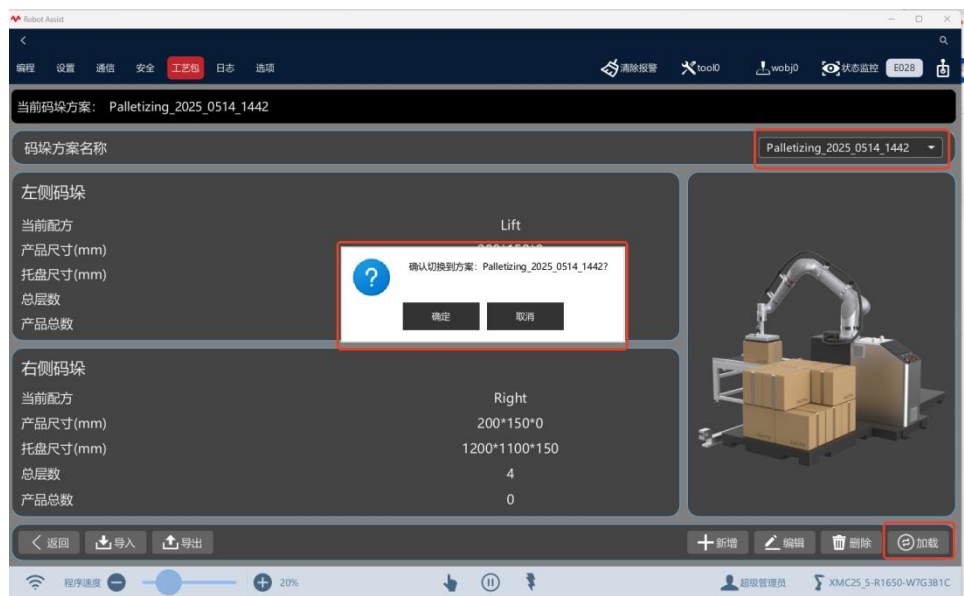 Robot Assist
编程 设置 通信 安全 工艺包 日志 选项 清除报警 tool0 wobj0 状态监控 E028
当前码垛方案: Palletizing_2025_0514_1442
码垛方案名称 Palletizing_2025_0514_1442
左侧码垛
当前配方 Lift
产品尺寸(mm)
托盘尺寸(mm)
总层数
产品总数
确认切换到方案: Palletizing_2025_0514_1442?
确定 取消
右侧码垛
当前配方 Right
产品尺寸(mm) 200*150*0
托盘尺寸(mm) 1200*1100*150
总层数 4
产品总数 0
返回 导入 导出 新增 编辑 删除 加载
程序速度 20% 超级管理员 XMC25_5-R1650-W7G3B1C